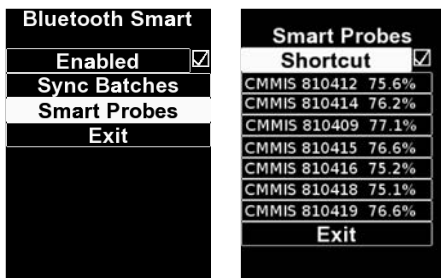 Bluetooth Smart
Enabled
Sync Batches
Smart Probes
Exit
Smart Probes
Shortcut
CMMIS 810412 75.6%
CMMIS 810414 76.2%
CMMIS 810409 77.1%
CMMIS 810415 76.6%
CMMIS 810416 75.2%
CMMIS 810418 75.1%
CMMIS 810419 76.6%
Exit